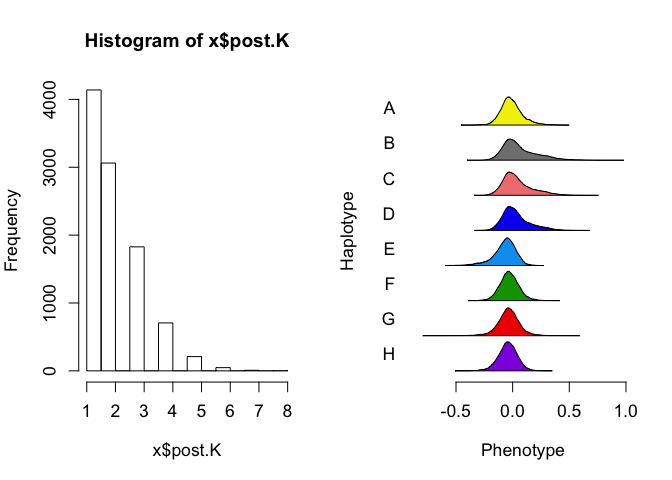 Histogram of x$post.K
Frequency
0
1000
2000
3000
4000
1 2 3 4 5 6 7 8
x$post.K
Haplotype
A
B
C
D
E
F
G
H
-0.5 0.0 0.5 1.0
Phenotype